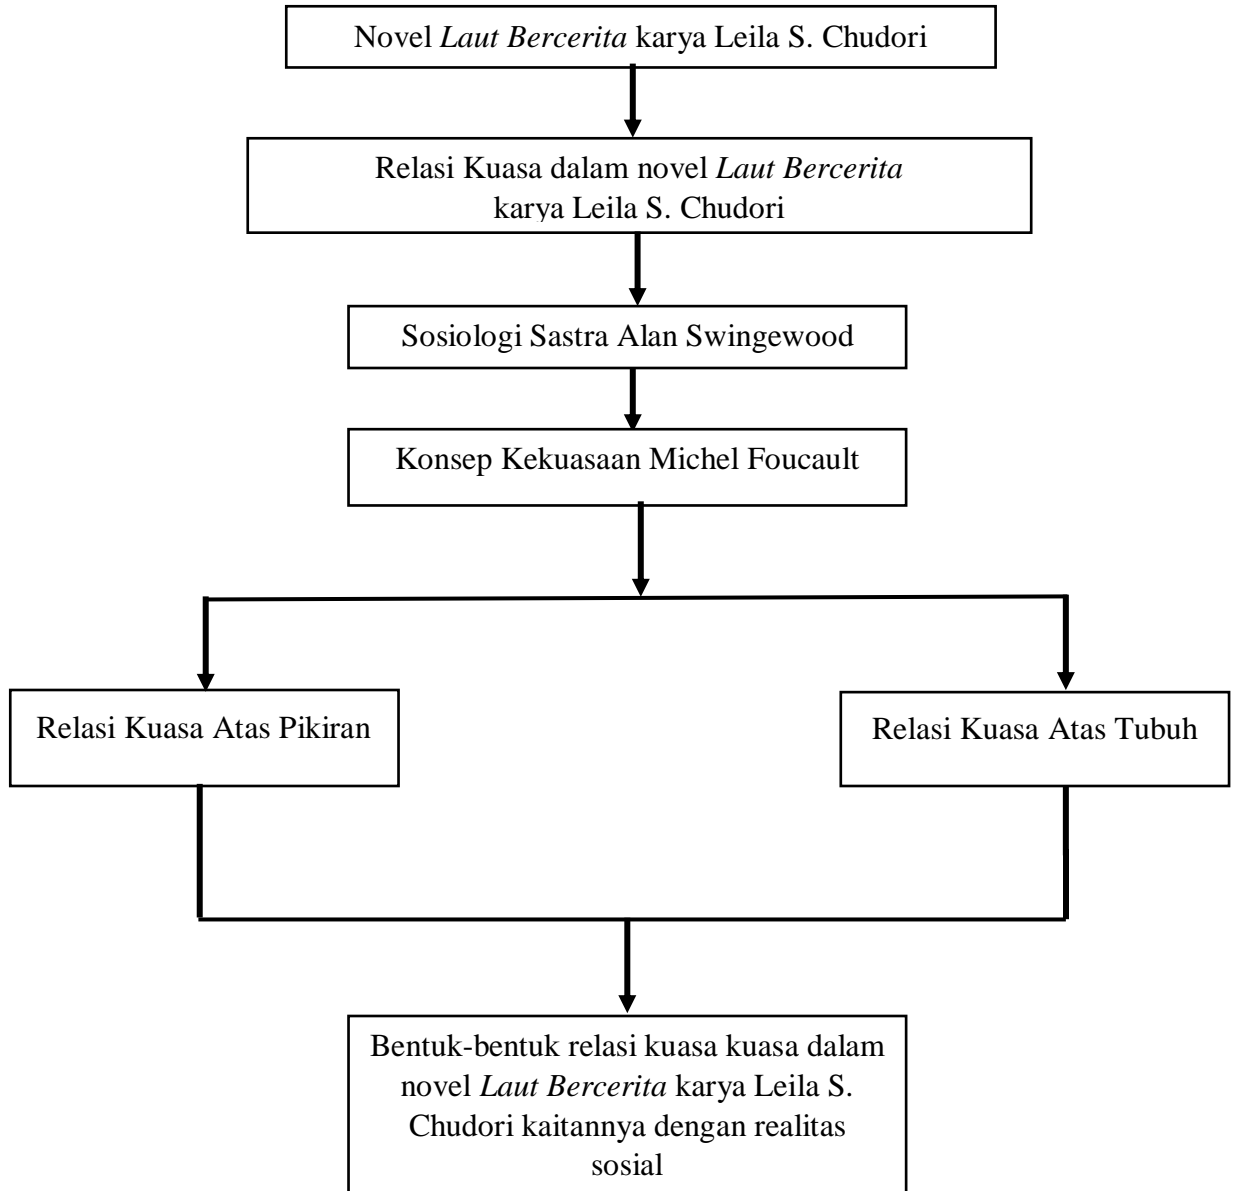 Novel Laut Bercerita karya Leila S. Chudori
Relasi Kuasa dalam novel Laut Bercerita
karya Leila S. Chudori
Sosiologi Sastra Alan Swingewood
Konsep Kekuasaan Michel Foucault
Relasi Kuasa Atas Pikiran
Relasi Kuasa Atas Tubuh
Bentuk-bentuk relasi kuasa kuasa dalam
novel Laut Bercerita karya Leila S.
Chudori kaitannya dengan realitas
sosial